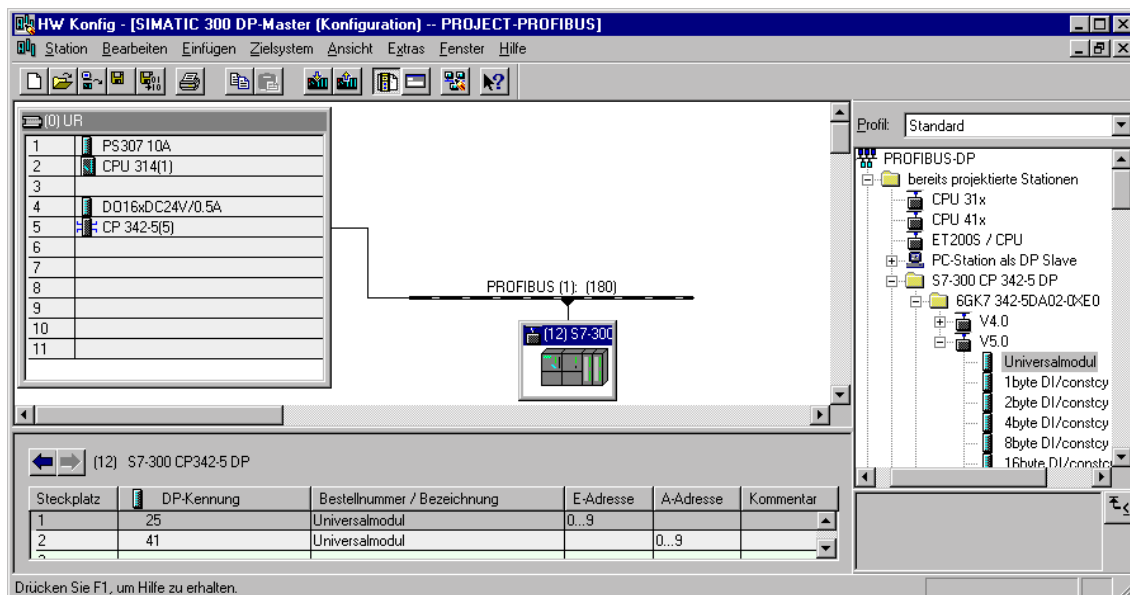 HW Konfig - [SIMATIC 300 DP-Master (Konfiguration) -- PROJECT-PROFIBUS]
Station Bearbeiten Einfügen Zielsystem Ansicht Extras Fenster Hilfe
(0) UR
1 PS307 10A
2 CPU 314(1)
3
4 DO16xDC24V/0.5A
5 CP 342-5(5)
6
7
8
9
10
11
PROFIBUS (1): (180)
(12) S7-300
Profil: Standard
PROFIBUS-DP
bereits projektierte Stationen
CPU 31x
CPU 41x
ET200S / CPU
PC-Station als DP Slave
S7-300 CP 342-5 DP
6GK7 342-5DA02-0XE0
V4.0
V5.0
Universalmodul
1byte DI/constcy
2byte DI/constcy
4byte DI/constcy
8byte DI/constcy
16byte DI/constcy
(12) S7-300 CP342-5 DP
Steckplatz DP-Kennung Bestellnummer / Bezeichnung E-Adresse A-Adresse Kommentar
1 25 Universalmodul 0...9
2 41 Universalmodul 0...9
3
Drücken Sie F1, um Hilfe zu erhalten.